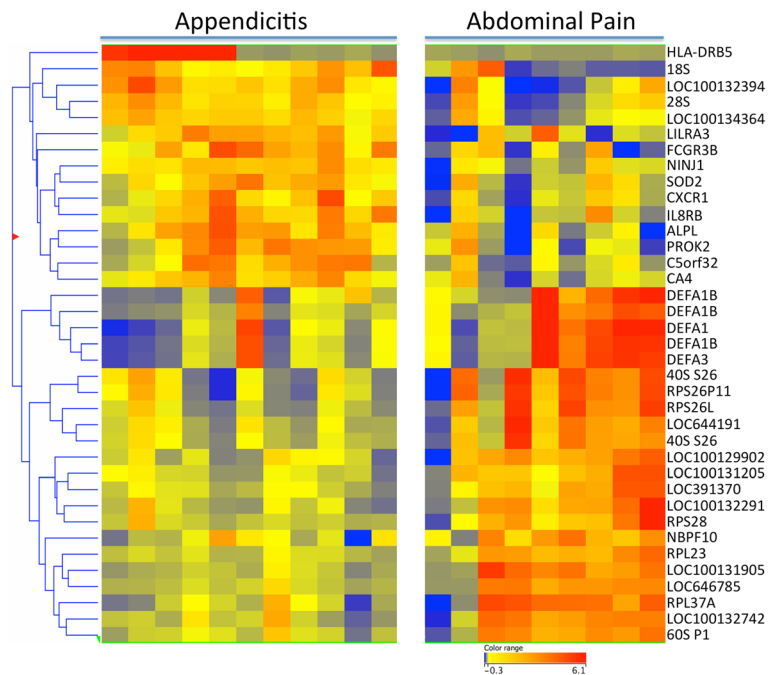 Appendicitis
Abdominal Pain
HLA-DRB5
18S
LOC100132394
28S
LOC100134364
LILRA3
FCGR3B
NINJ1
SOD2
CXCR1
IL8RB
ALPL
PROK2
C5orf32
CA4
DEFA1B
DEFA1B
DEFA1
DEFA1B
DEFA3
40S S26
RPS26P11
RPS26L
LOC644191
40S S26
LOC100129902
LOC100131205
LOC391370
LOC100132291
RPS28
NBPF10
RPL23
LOC100131905
LOC646785
RPL37A
LOC100132742
60S P1
Color range
−0.3 6.1